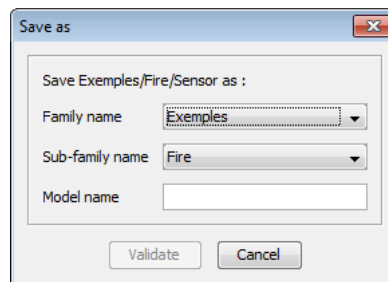 Save as
Save Exemples/Fire/Sensor as :
Family name Exemples
Sub-family name Fire
Model name
Validate Cancel